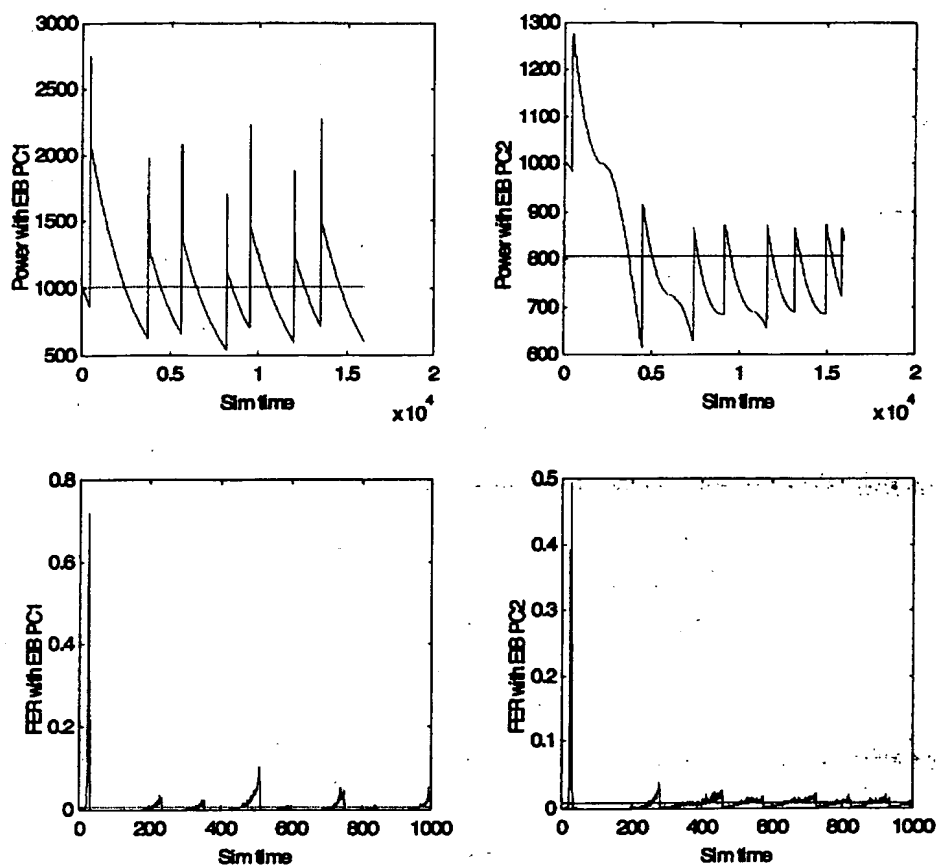 3000
2500
2000
1500
1000
500
Power with EIB PC1
0 0.5 1 1.5 2
Sim time
x10^4
1300
1200
1100
1000
900
800
700
600
Power with EIB PC2
0 0.5 1 1.5 2
Sim time
x10^4
0.8
0.6
0.4
0.2
0
FER with EIB PC1
0 200 400 600 800 1000
Sim time
0.5
0.4
0.3
0.2
0.1
0
FER with EIB PC2
0 200 400 600 800 1000
Sim time